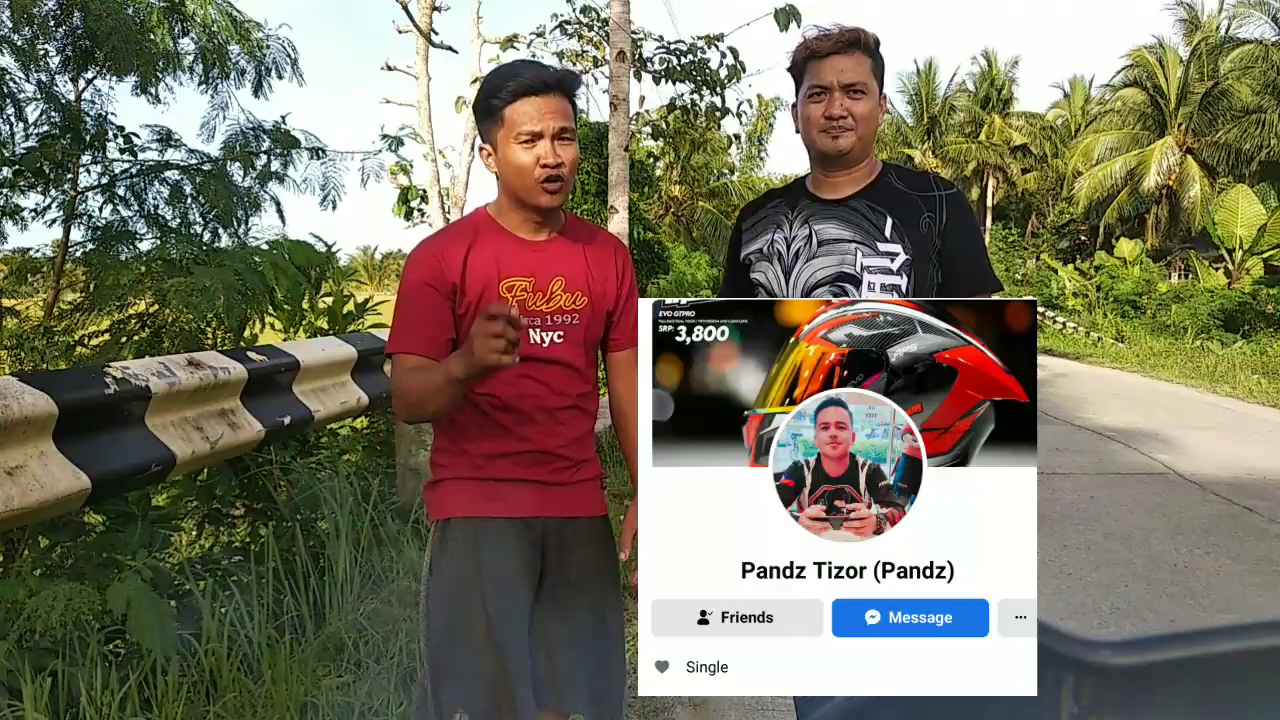 Fubu
Circa 1992
Nyc
EVO GTPRO
SRP: 3,800
Pandz Tizor (Pandz)
Friends
Message
Single